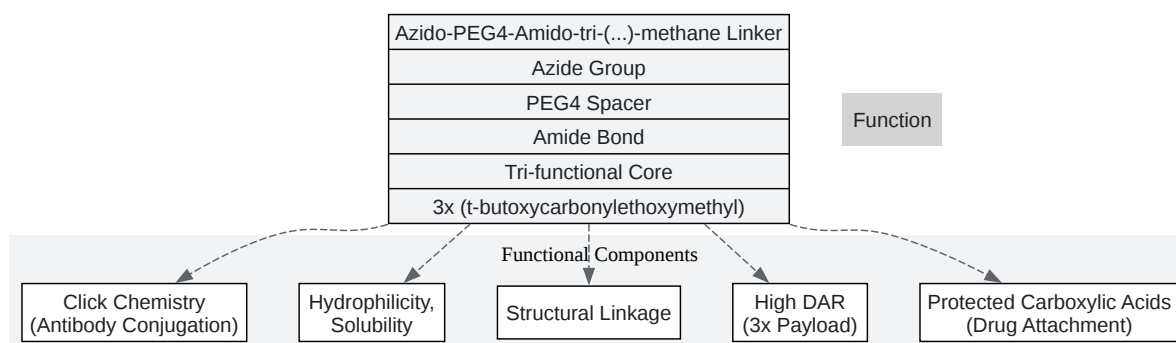 Azido-PEG4-Amido-tri-(...)-methane Linker
Azide Group
PEG4 Spacer
Amide Bond
Tri-functional Core
3x (t-butoxycarbonylethoxymethyl)
Function
Functional Components
Click Chemistry
(Antibody Conjugation)
Hydrophilicity,
Solubility
Structural Linkage
High DAR
(3x Payload)
Protected Carboxylic Acids
(Drug Attachment)